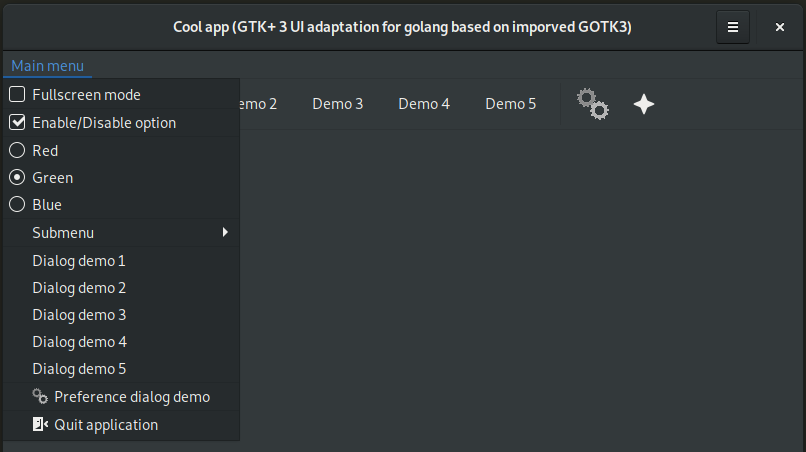 Cool app (GTK+ 3 UI adaptation for golang based on imporved GOTK3)
Main menu
emo 2 Demo 3 Demo 4 Demo 5
Fullscreen mode
Enable/Disable option
Red
Green
Blue
Submenu
Dialog demo 1
Dialog demo 2
Dialog demo 3
Dialog demo 4
Dialog demo 5
Preference dialog demo
Quit application